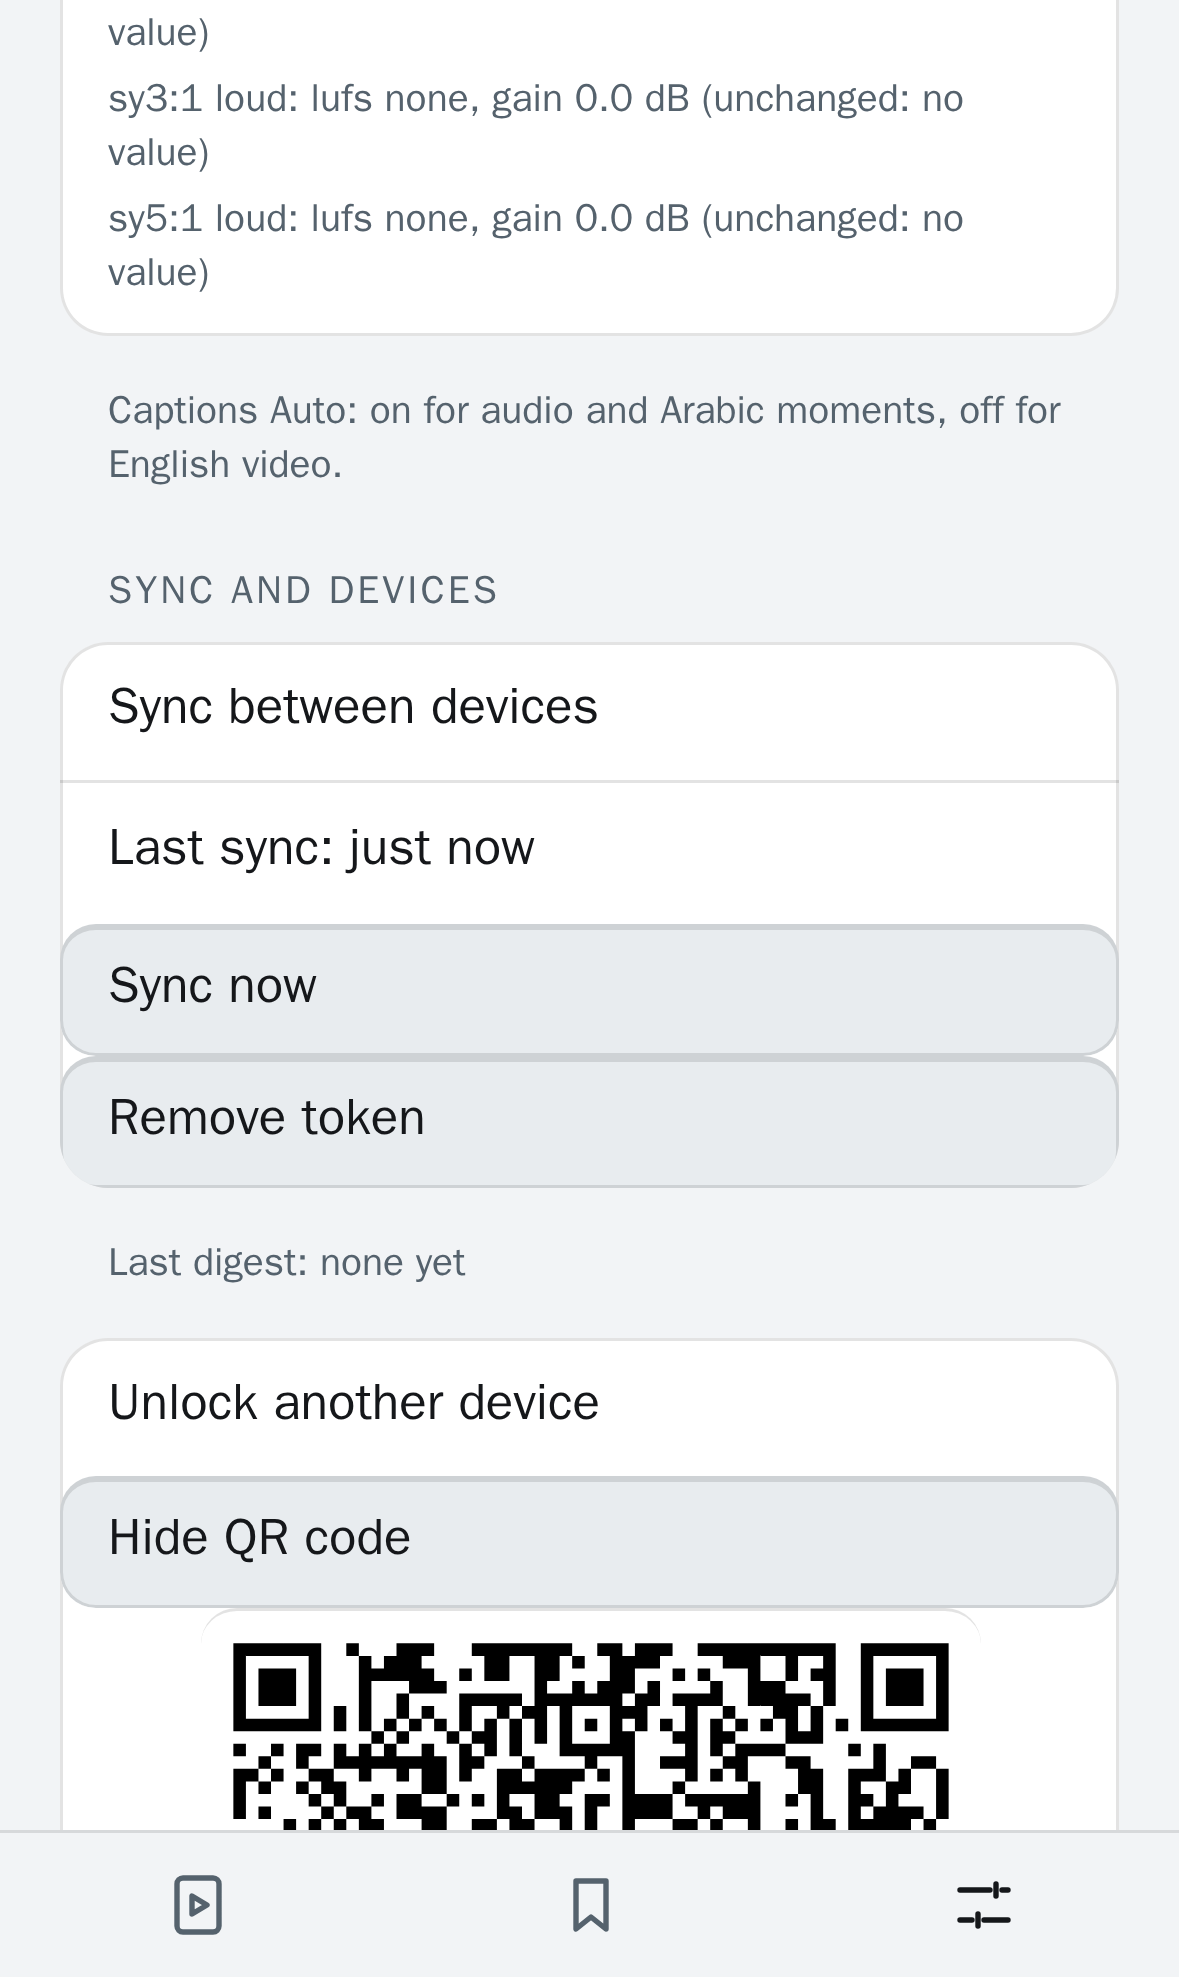 value)
sy3:1 loud: lufs none, gain 0.0 dB (unchanged: no
value)
sy5:1 loud: lufs none, gain 0.0 dB (unchanged: no
value)
Captions Auto: on for audio and Arabic moments, off for
English video.
SYNC AND DEVICES
Sync between devices
Last sync: just now
Sync now
Remove token
Last digest: none yet
Unlock another device
Hide QR code